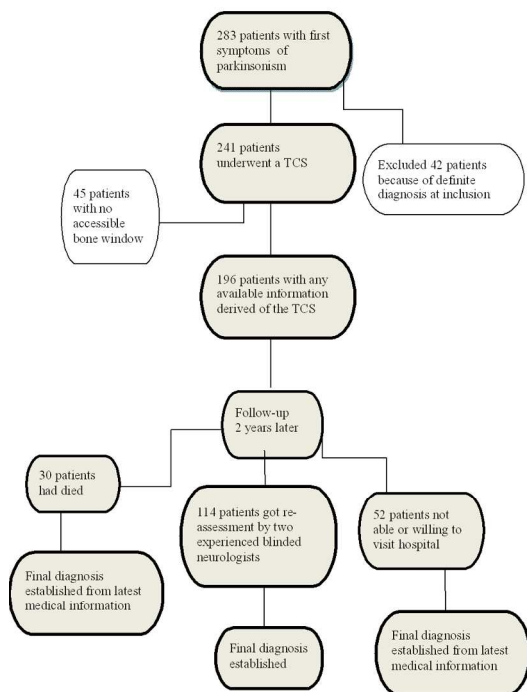 283 patients with first
symptoms of
parkinsonism
241 patients
underwent a TCS
Excluded 42 patients
because of definite
diagnosis at inclusion
45 patients
with no
accessible
bone window
196 patients with any
available information
derived of the TCS
Follow-up
2 years later
30 patients
had died
114 patients got re-
assessment by two
experienced blinded
neurologists
52 patients not
able or willing to
visit hospital
Final diagnosis
established from latest
medical information
Final diagnosis
established
Final diagnosis
established from latest
medical information